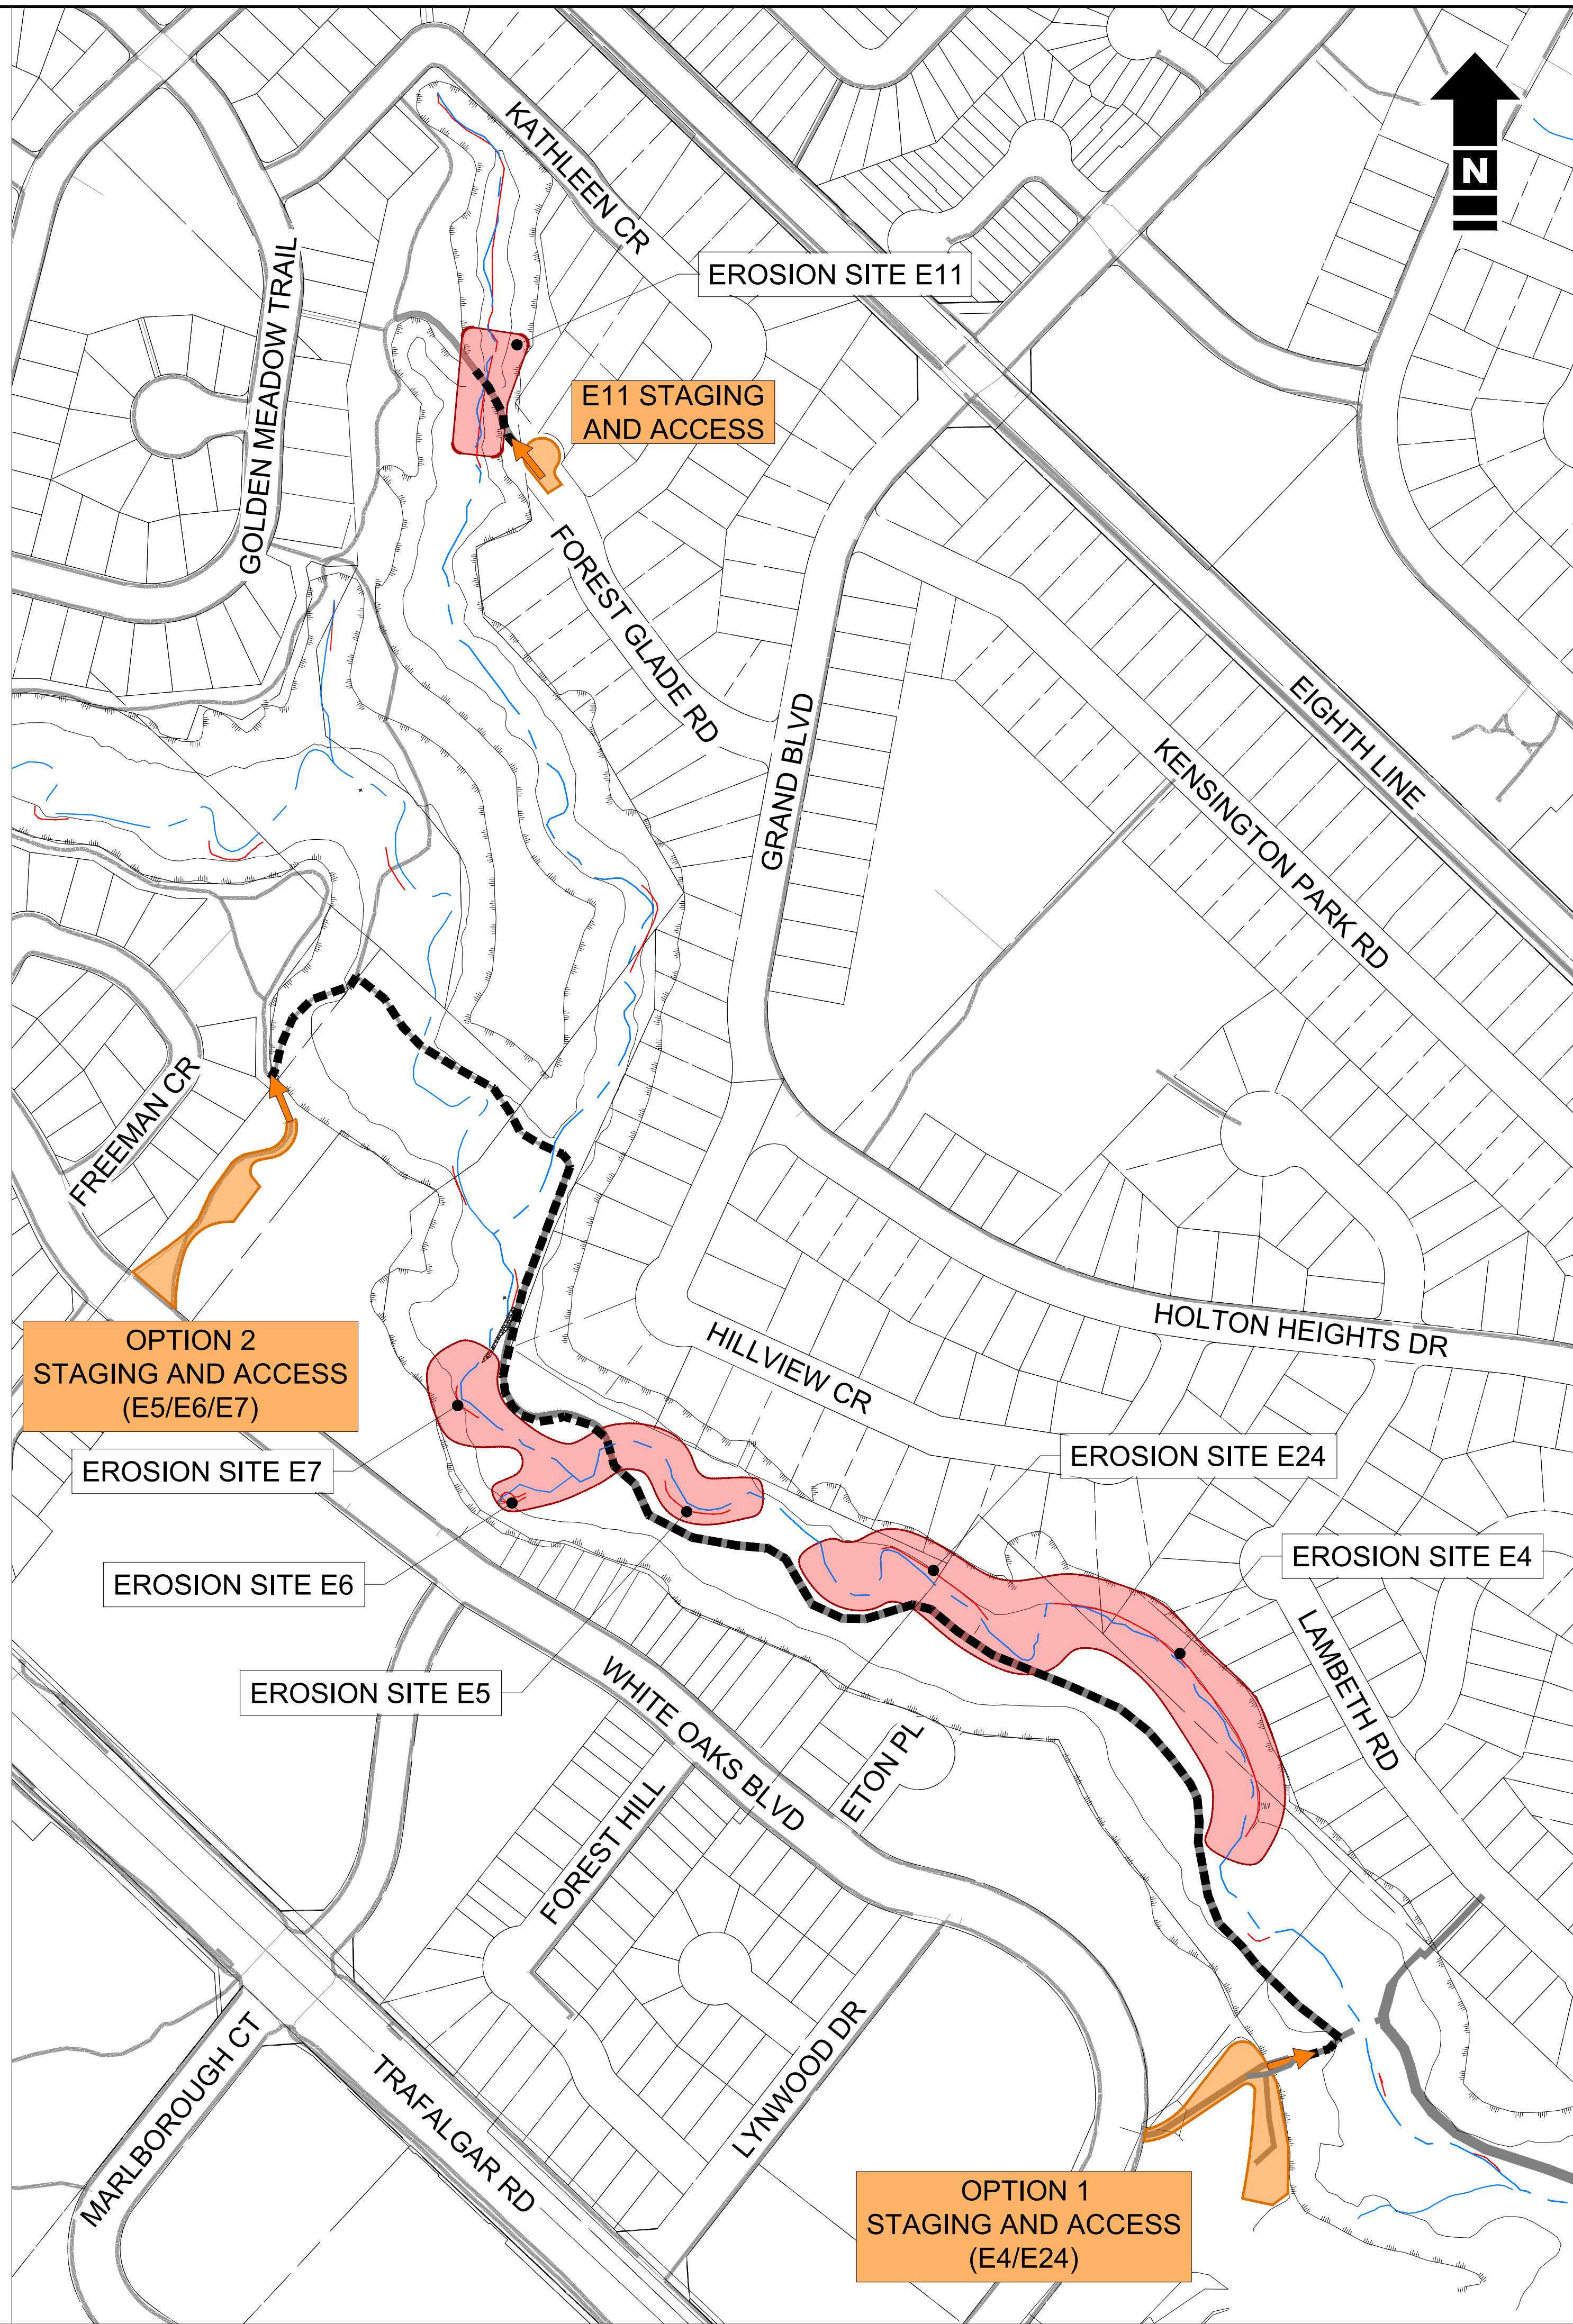 KATHLEEN CR
N
EROSION SITE E11
GOLDEN MEADOW TRAIL
E11 STAGING
AND ACCESS
FOREST GLADE RD
GRAND BLVD
EIGHTH LINE
KENSINGTON PARK RD
FREEMAN CR
HOLTON HEIGHTS DR
OPTION 2
STAGING AND ACCESS
(E5/E6/E7)
HILLVIEW CR
EROSION SITE E7
EROSION SITE E24
EROSION SITE E6
EROSION SITE E4
EROSION SITE E5
WHITE OAKS BLVD
LAMBETH RD
ETON PL
FOREST HILL
MARLBOROUGH CT
TRAFALGAR RD
LYNWOOD DR
OPTION 1
STAGING AND ACCESS
(E4/E24)